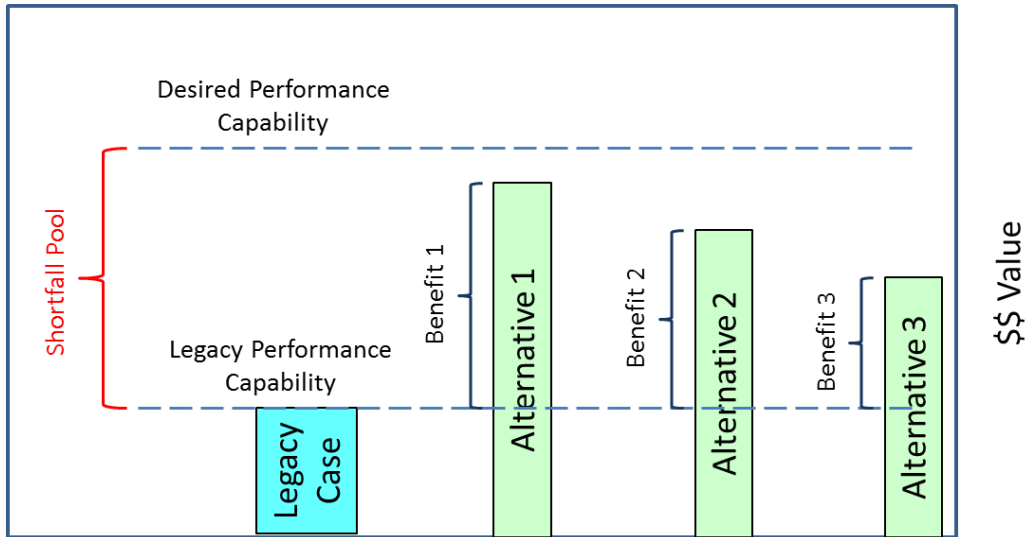 Desired Performance
Capability
Shortfall Pool
Legacy Performance
Capability
Legacy
Case
Benefit 1
Alternative 1
Benefit 2
Alternative 2
Benefit 3
Alternative 3
$$ Value